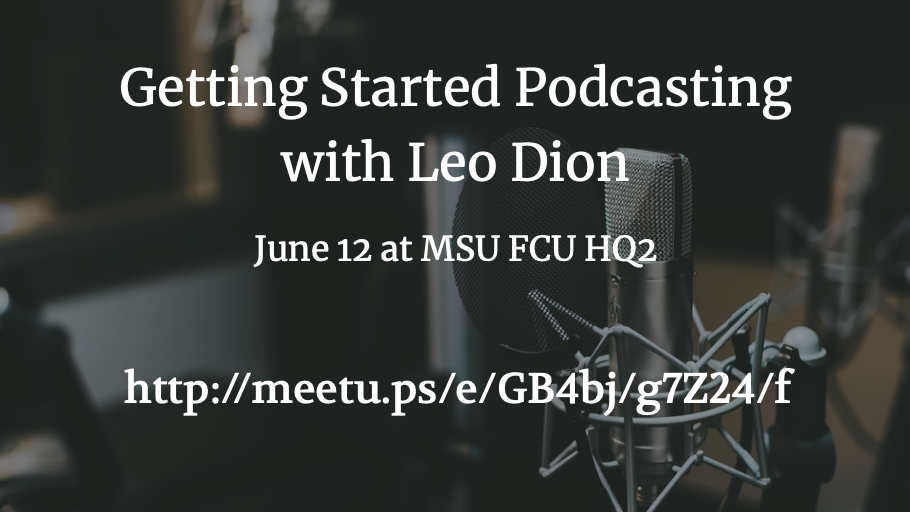 Getting Started Podcasting
with Leo Dion
June 12 at MSU FCU HQ2
http://meetu.ps/e/GB4bj/g7Z24/f